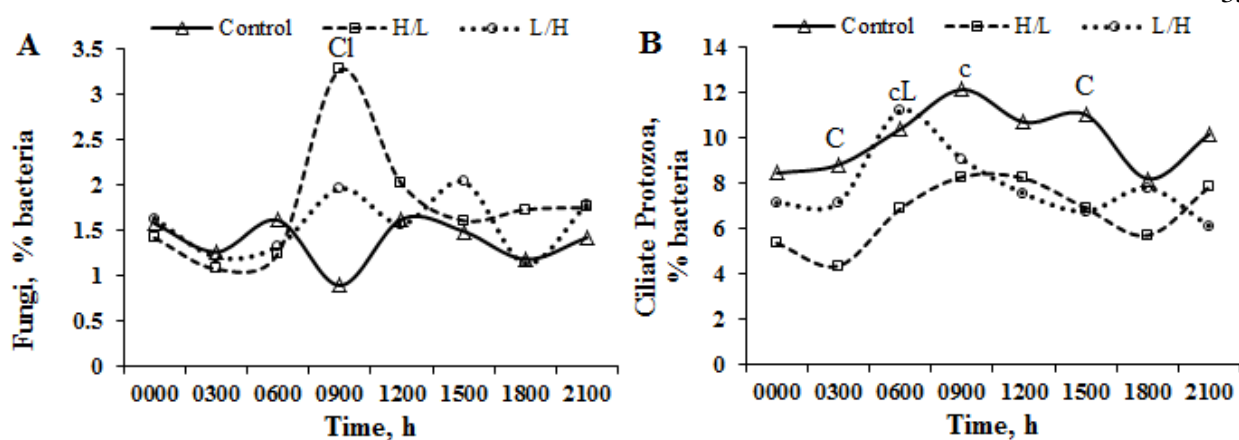 A
Control H/L L/H
Fungi, % bacteria
3.5
3
2.5
2
1.5
1
0.5
0
Cl
0000 0300 0600 0900 1200 1500 1800 2100
Time, h
B
Control H/L L/H
Ciliate Protozoa,
% bacteria
14
12
10
8
6
4
2
0
C
cL
c
C
0000 0300 0600 0900 1200 1500 1800 2100
Time, h